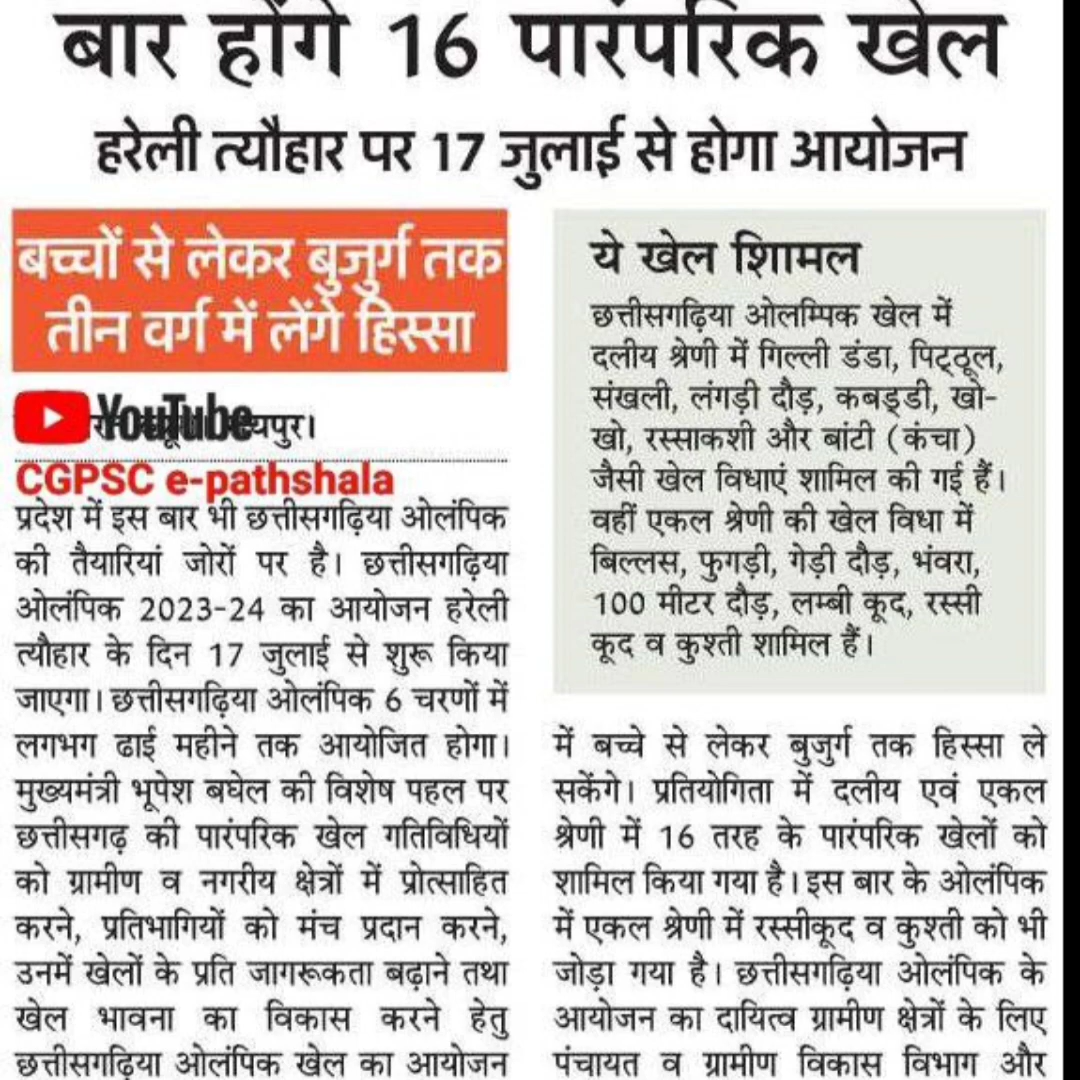 बार होंगे 16 पारंपरिक खेल
हरेली त्यौहार पर 17 जुलाई से होगा आयोजन
बच्चों से लेकर बुजुर्ग तक
तीन वर्ग में लेंगे हिस्सा
YouTube
CGPSC e-pathshala
प्रदेश में इस बार भी छत्तीसगढ़िया ओलंपिक
की तैयारियां जोरों पर है। छत्तीसगढ़िया
ओलंपिक 2023-24 का आयोजन हरेली
त्यौहार के दिन 17 जुलाई से शुरू किया
जाएगा। छत्तीसगढ़िया ओलंपिक 6 चरणों में
लगभग ढाई महीने तक आयोजित होगा।
मुख्यमंत्री भूपेश बघेल की विशेष पहल पर
छत्तीसगढ़ की पारंपरिक खेल गतिविधियों
को ग्रामीण व नगरीय क्षेत्रों में प्रोत्साहित
करने, प्रतिभागियों को मंच प्रदान करने,
उनमें खेलों के प्रति जागरूकता बढ़ाने तथा
खेल भावना का विकास करने हेतु
छत्तीसगढ़िया ओलंपिक खेल का आयोजन
ये खेल शिामल
छत्तीसगढ़िया ओलम्पिक खेल में
दलीय श्रेणी में गिल्ली डंडा, पिट्ठूल,
संखली, लंगड़ी दौड़, कबड्डी, खो-
खो, रस्साकशी और बांटी (कंचा)
जैसी खेल विधाएं शामिल की गई हैं।
वहीं एकल श्रेणी की खेल विधा में
बिल्लस, फुगड़ी, गेड़ी दौड़, भंवरा,
100 मीटर दौड़, लम्बी कूद, रस्सी
कूद व कुश्ती शामिल हैं।
में बच्चे से लेकर बुजुर्ग तक हिस्सा ले
सकेंगे। प्रतियोगिता में दलीय एवं एकल
श्रेणी में 16 तरह के पारंपरिक खेलों को
शामिल किया गया है। इस बार के ओलंपिक
में एकल श्रेणी में रस्सीकूद व कुश्ती को भी
जोड़ा गया है। छत्तीसगढ़िया ओलंपिक के
आयोजन का दायित्व ग्रामीण क्षेत्रों के लिए
पंचायत व ग्रामीण विकास विभाग और